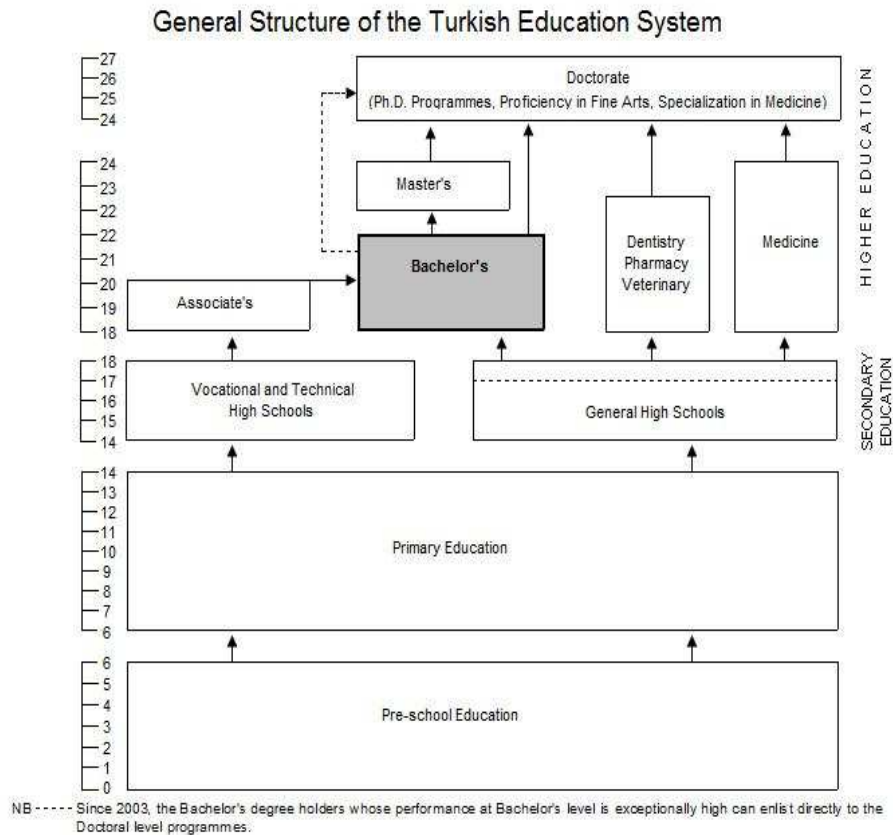 General Structure of the Turkish Education System
27
26
25
24
Doctorate
(Ph.D. Programmes, Proficiency in Fine Arts, Specialization in Medicine)
HIGHER EDUCATION
24
23
22
22
21
20
19
18
Master's
Bachelor's
Associate's
Dentistry
Pharmacy
Veterinary
Medicine
18
17
16
15
14
Vocational and Technical
High Schools
General High Schools
SECONDARY
EDUCATION
14
13
12
11
10
9
8
7
6
Primary Education
6
5
4
3
2
1
0
Pre-school Education
NB ----- Since 2003, the Bachelor's degree holders whose performance at Bachelor's level is exceptionally high can enlist directly to the
Doctoral level programmes.